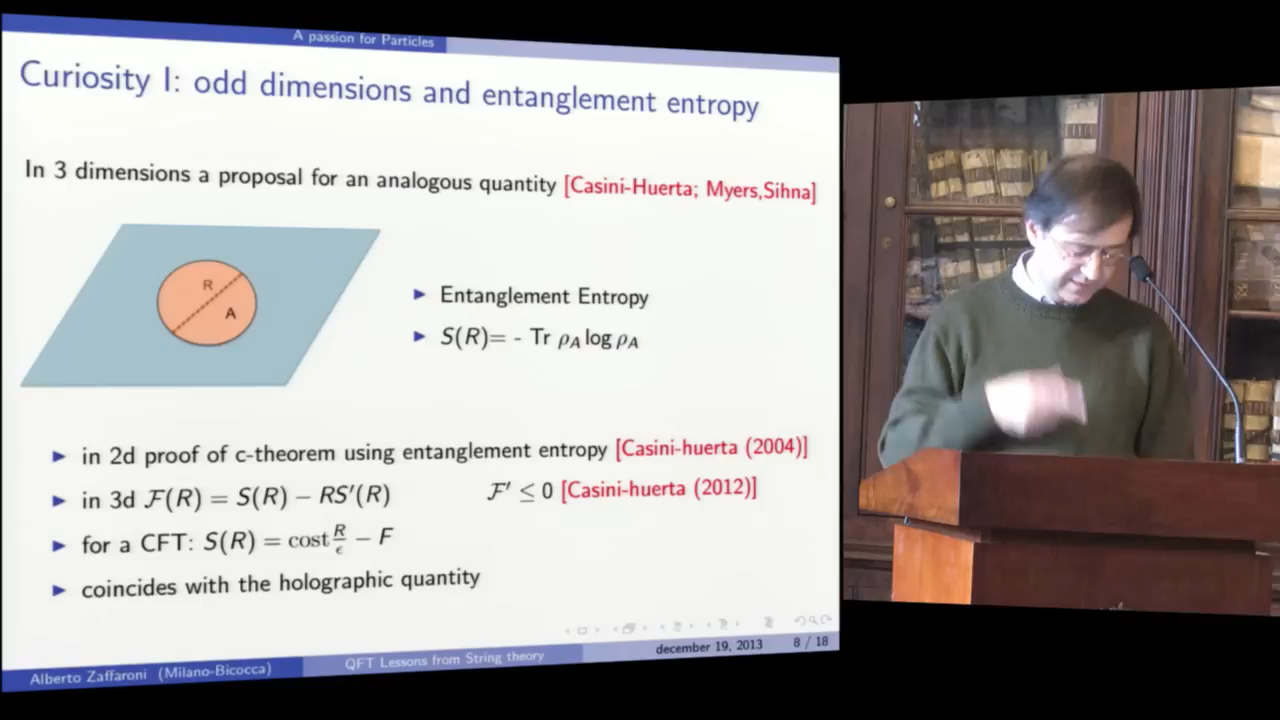 A passion for Particles
Curiosity I: odd dimensions and entanglement entropy
In 3 dimensions a proposal for an analogous quantity [Casini-Huerta; Myers,Sihna]
R
A
▶ Entanglement Entropy
▶ S(R)= - Tr ρ_A log ρ_A
▶ in 2d proof of c-theorem using entanglement entropy [Casini-huerta (2004)]
▶ in 3d F(R) = S(R) − RS′(R) F′ ≤ 0 [Casini-huerta (2012)]
▶ for a CFT: S(R) = cost R/ϵ − F
▶ coincides with the holographic quantity
Alberto Zaffaroni (Milano-Bicocca) QFT Lessons from String theory december 19, 2013 8 / 18